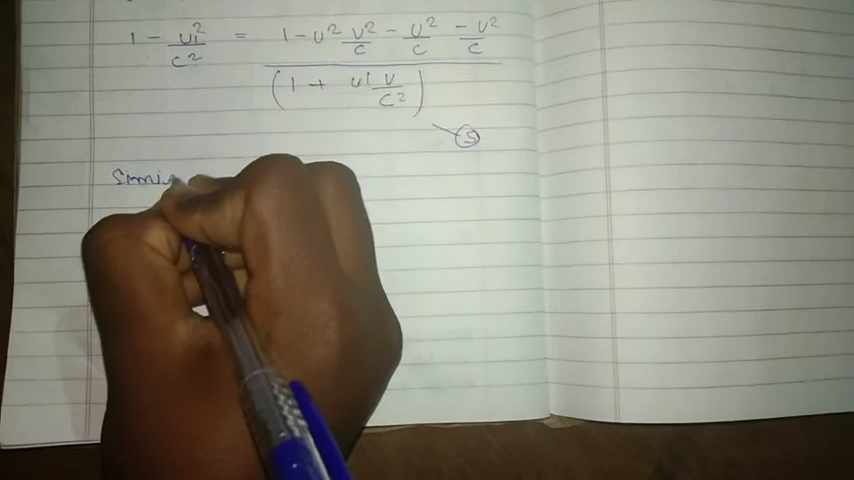 1 - u1²/c² = 1 - u² v²/c - u²/c - v²/c / (1 + u1 v/c²)
(5)